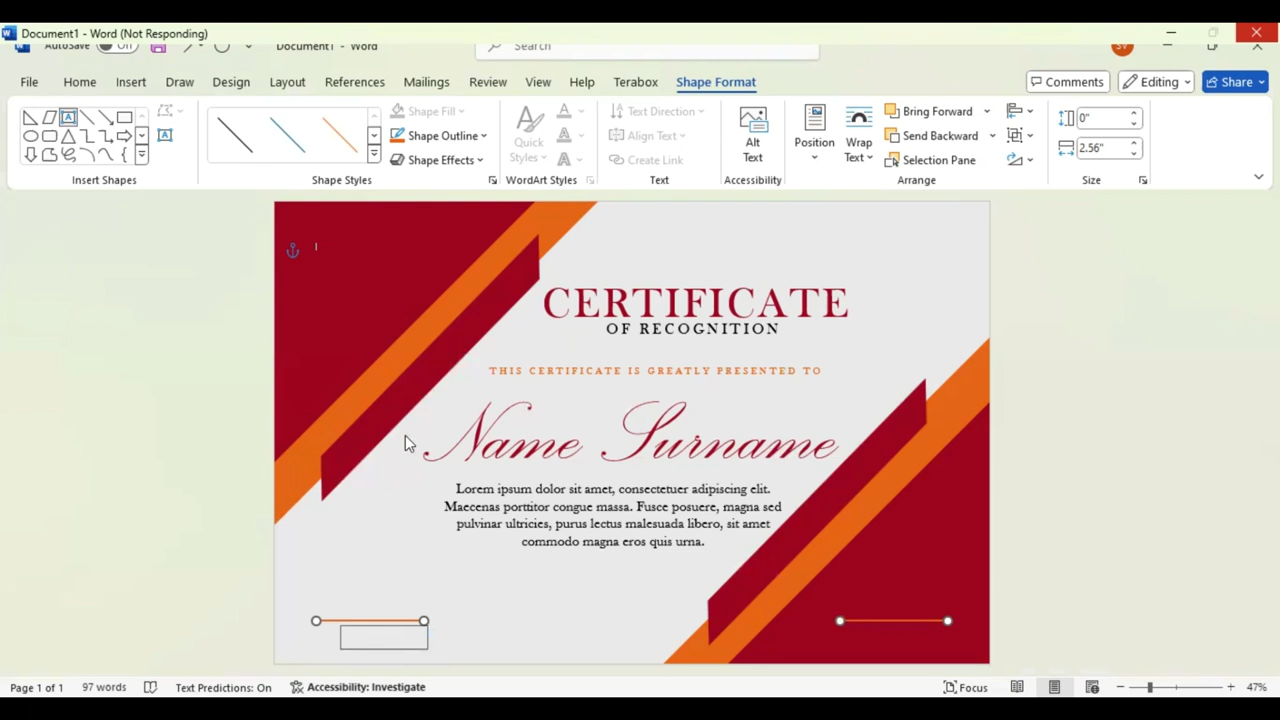 Document1 - Word (Not Responding)
AutoSave Off Document1 - Word Search SV
File Home Insert Draw Design Layout References Mailings Review View Help Terabox Shape Format Comments Editing Share
Shape Fill Text Direction Bring Forward 0"
Shape Outline Align Text Send Backward
Quick Styles Alt Text Position Wrap Text
Shape Effects Create Link Selection Pane 2.56"
Insert Shapes Shape Styles WordArt Styles Text Accessibility Arrange Size
CERTIFICATE
OF RECOGNITION
THIS CERTIFICATE IS GREATLY PRESENTED TO
Name Surname
Lorem ipsum dolor sit amet, consectetuer adipiscing elit.
Maecenas porttitor congue massa. Fusce posuere, magna sed
pulvinar ultricies, purus lectus malesuada libero, sit amet
commodo magna eros quis urna.
Page 1 of 1 97 words Text Predictions: On Accessibility: Investigate Focus 47%